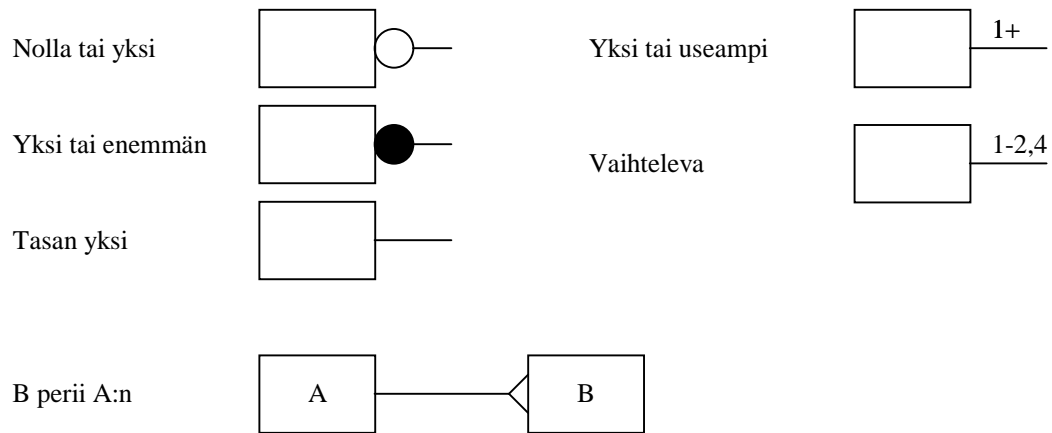 Nolla tai yksi
Yksi tai useampi
1+
Yksi tai enemmän
Vaihteleva
1-2,4
Tasan yksi
B perii A:n
A
B